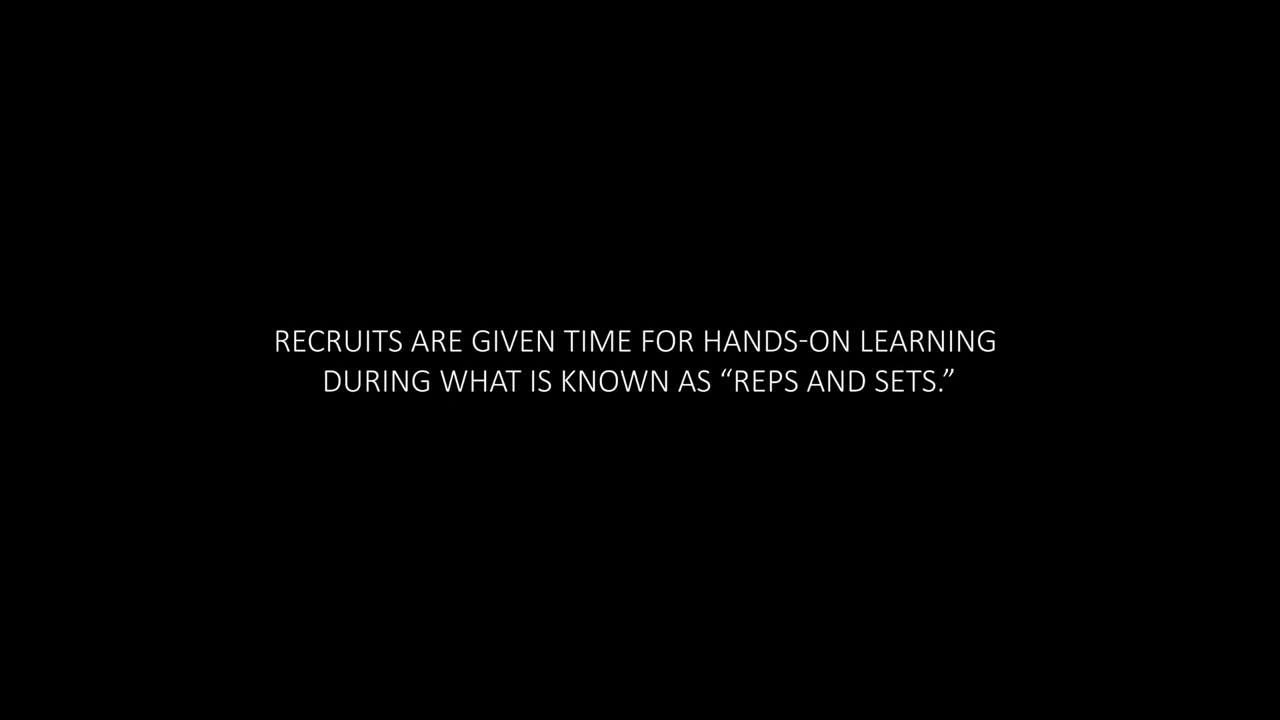 RECRUITS ARE GIVEN TIME FOR HANDS-ON LEARNING
DURING WHAT IS KNOWN AS “REPS AND SETS.”